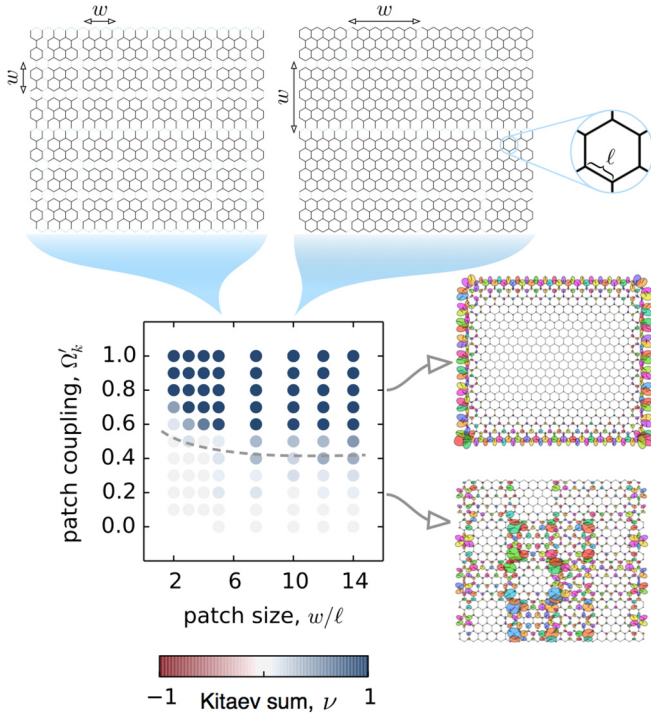 w
w
w
w
ℓ
patch coupling, Ω′ₖ
1.0
0.8
0.6
0.4
0.2
0.0
2
6
10
14
patch size, w/ℓ
−1
Kitaev sum, ν
1